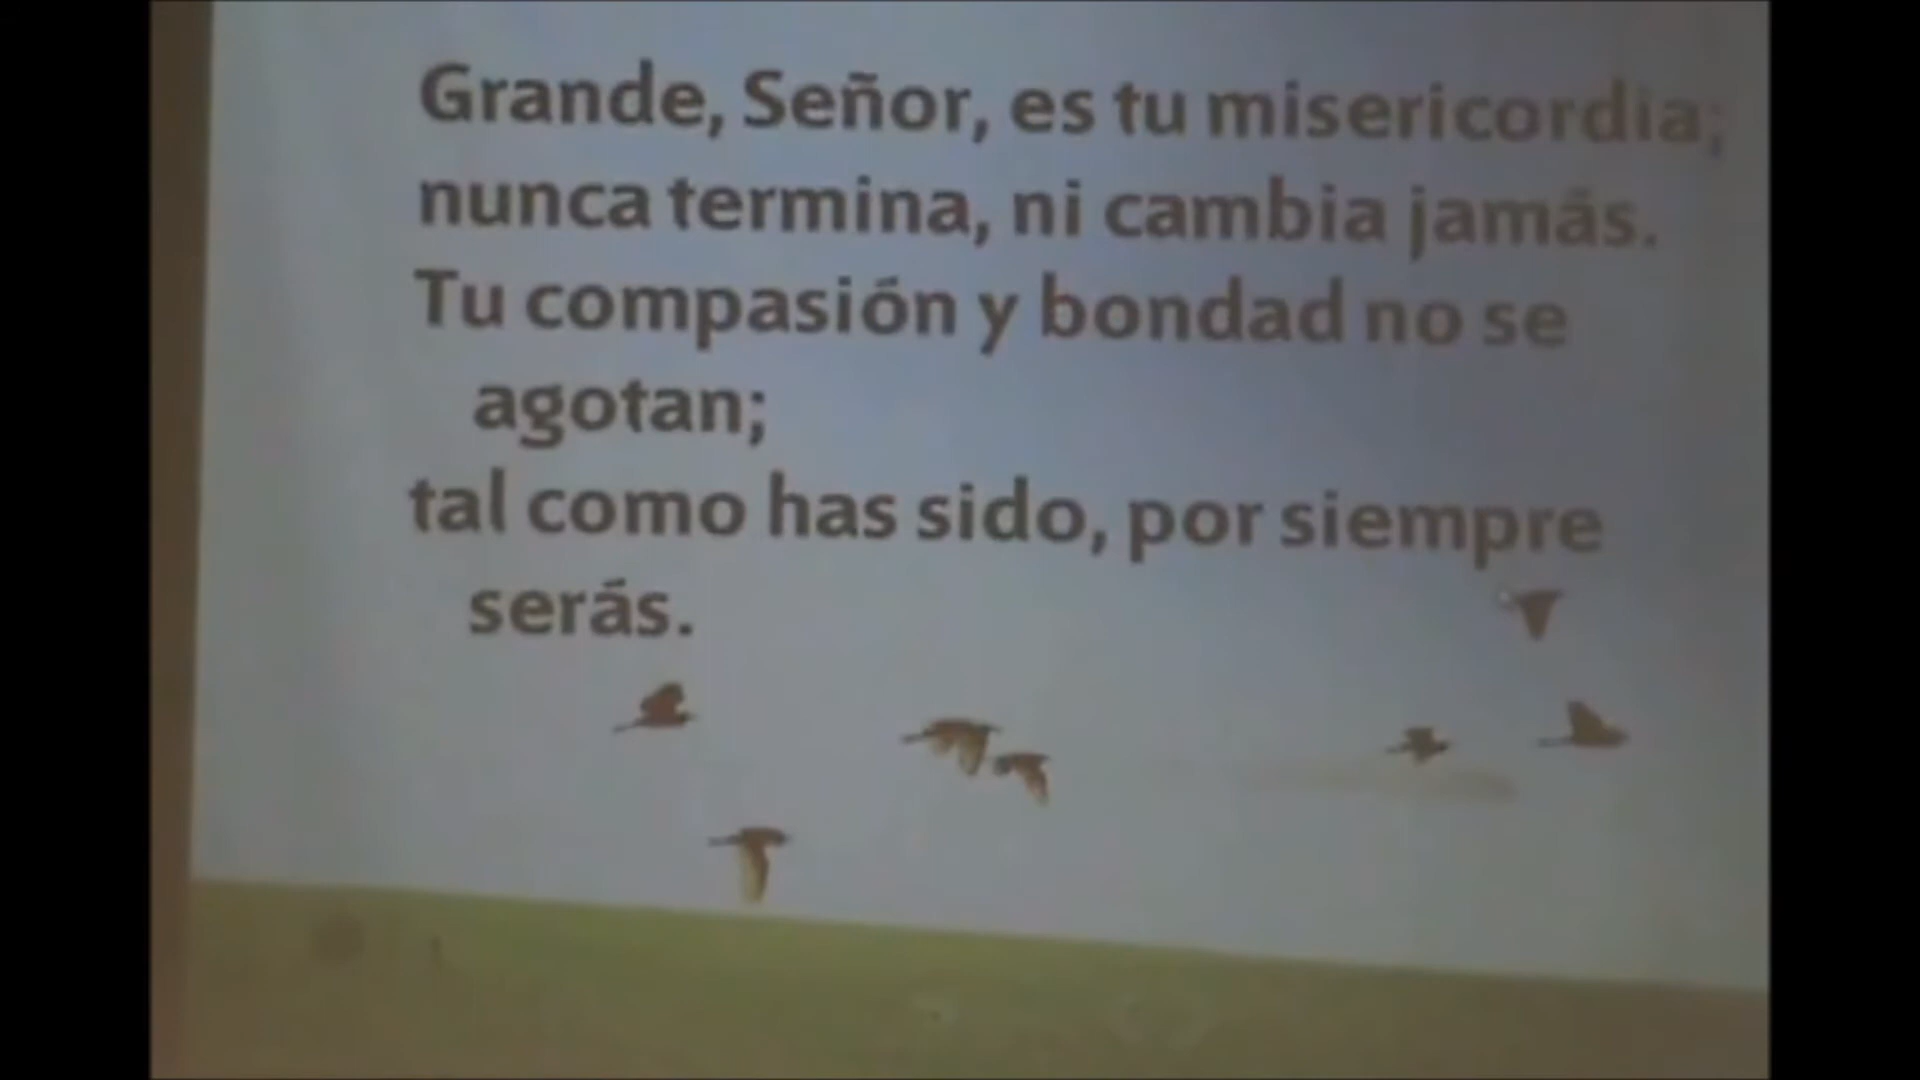 Grande, Señor, es tu misericordia;
nunca termina, ni cambia jamás.
Tu compasión y bondad no se
agotan;
tal como has sido, por siempre
serás.